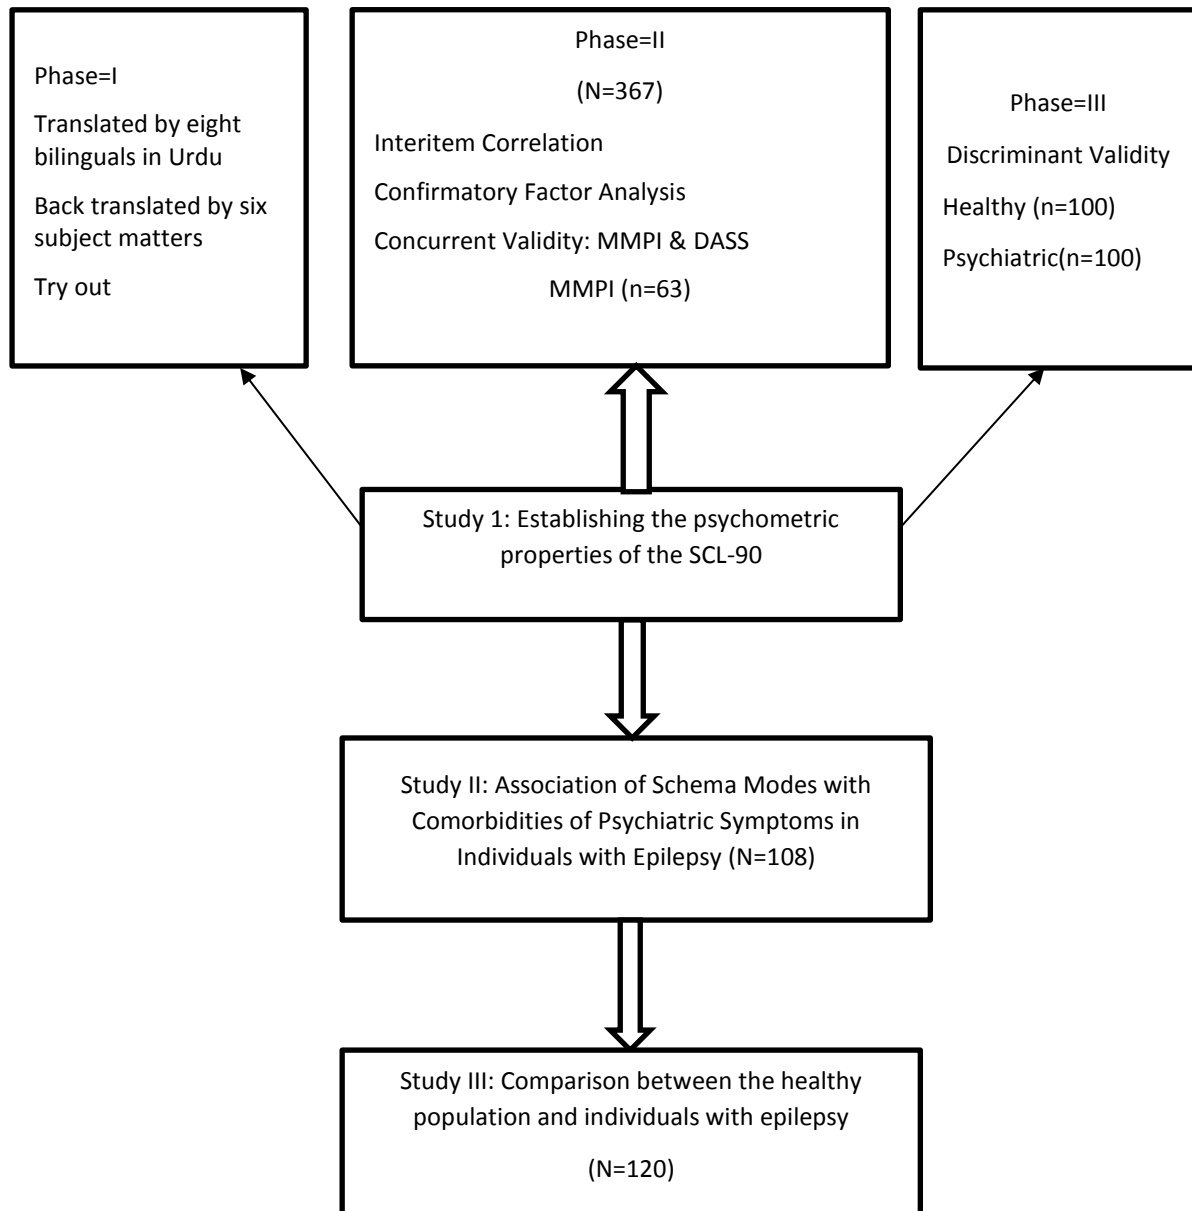 Phase=I
Translated by eight
bilinguals in Urdu
Back translated by six
subject matters
Try out
Phase=II
(N=367)
Interitem Correlation
Confirmatory Factor Analysis
Concurrent Validity: MMPI & DASS
MMPI (n=63)
Phase=III
Discriminant Validity
Healthy (n=100)
Psychiatric(n=100)
Study 1: Establishing the psychometric
properties of the SCL-90
Study II: Association of Schema Modes with
Comorbidities of Psychiatric Symptoms in
Individuals with Epilepsy (N=108)
Study III: Comparison between the healthy
population and individuals with epilepsy
(N=120)